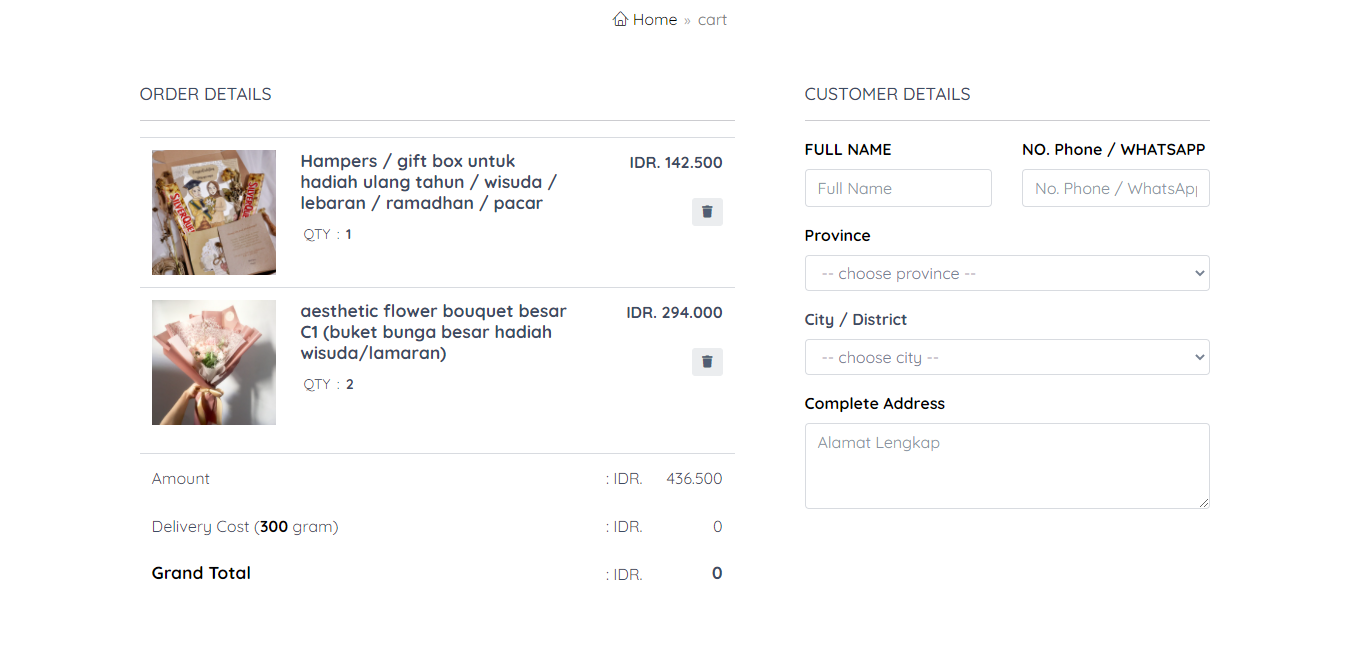 Home » cart
ORDER DETAILS
Hampers / gift box untuk
hadiah ulang tahun / wisuda /
lebaran / ramadhan / pacar
IDR. 142.500
QTY : 1
aesthetic flower bouquet besar
C1 (buket bunga besar hadiah
wisuda/lamaran)
IDR. 294.000
QTY : 2
Amount : IDR. 436.500
Delivery Cost (300 gram) : IDR. 0
Grand Total : IDR. 0
CUSTOMER DETAILS
FULL NAME
Full Name
NO. Phone / WHATSAPP
No. Phone / WhatsApp
Province
-- choose province --
City / District
-- choose city --
Complete Address
Alamat Lengkap